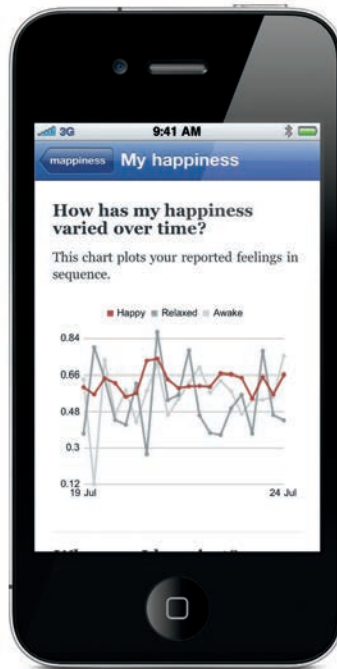 3G 9:41 AM
mappiness My happiness
How has my happiness
varied over time?
This chart plots your reported feelings in
sequence.
Happy Relaxed Awake
0.84
0.66
0.48
0.3
0.12
19 Jul 24 Jul